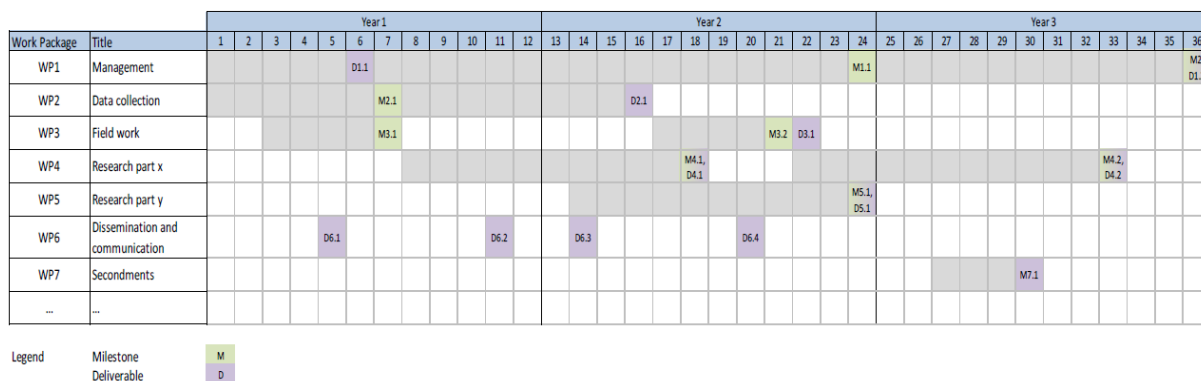 Year 1 Year 2 Year 3
Work Package Title 1 2 3 4 5 6 7 8 9 10 11 12 13 14 15 16 17 18 19 20 21 22 23 24 25 26 27 28 29 30 31 32 33 34 35 36
WP1 Management D1.1 M1.1 M2
D1.
WP2 Data collection M2.1 D2.1
WP3 Field work M3.1 M3.2 D3.1
WP4 Research part x M4.1, M4.2,
D4.1 D4.2
WP5 Research part y M5.1,
D5.1
Dissemination and
WP6 D6.1 D6.2 D6.3 D6.4
communication
WP7 Secondments M7.1
... ...
Legend Milestone M
Deliverable D